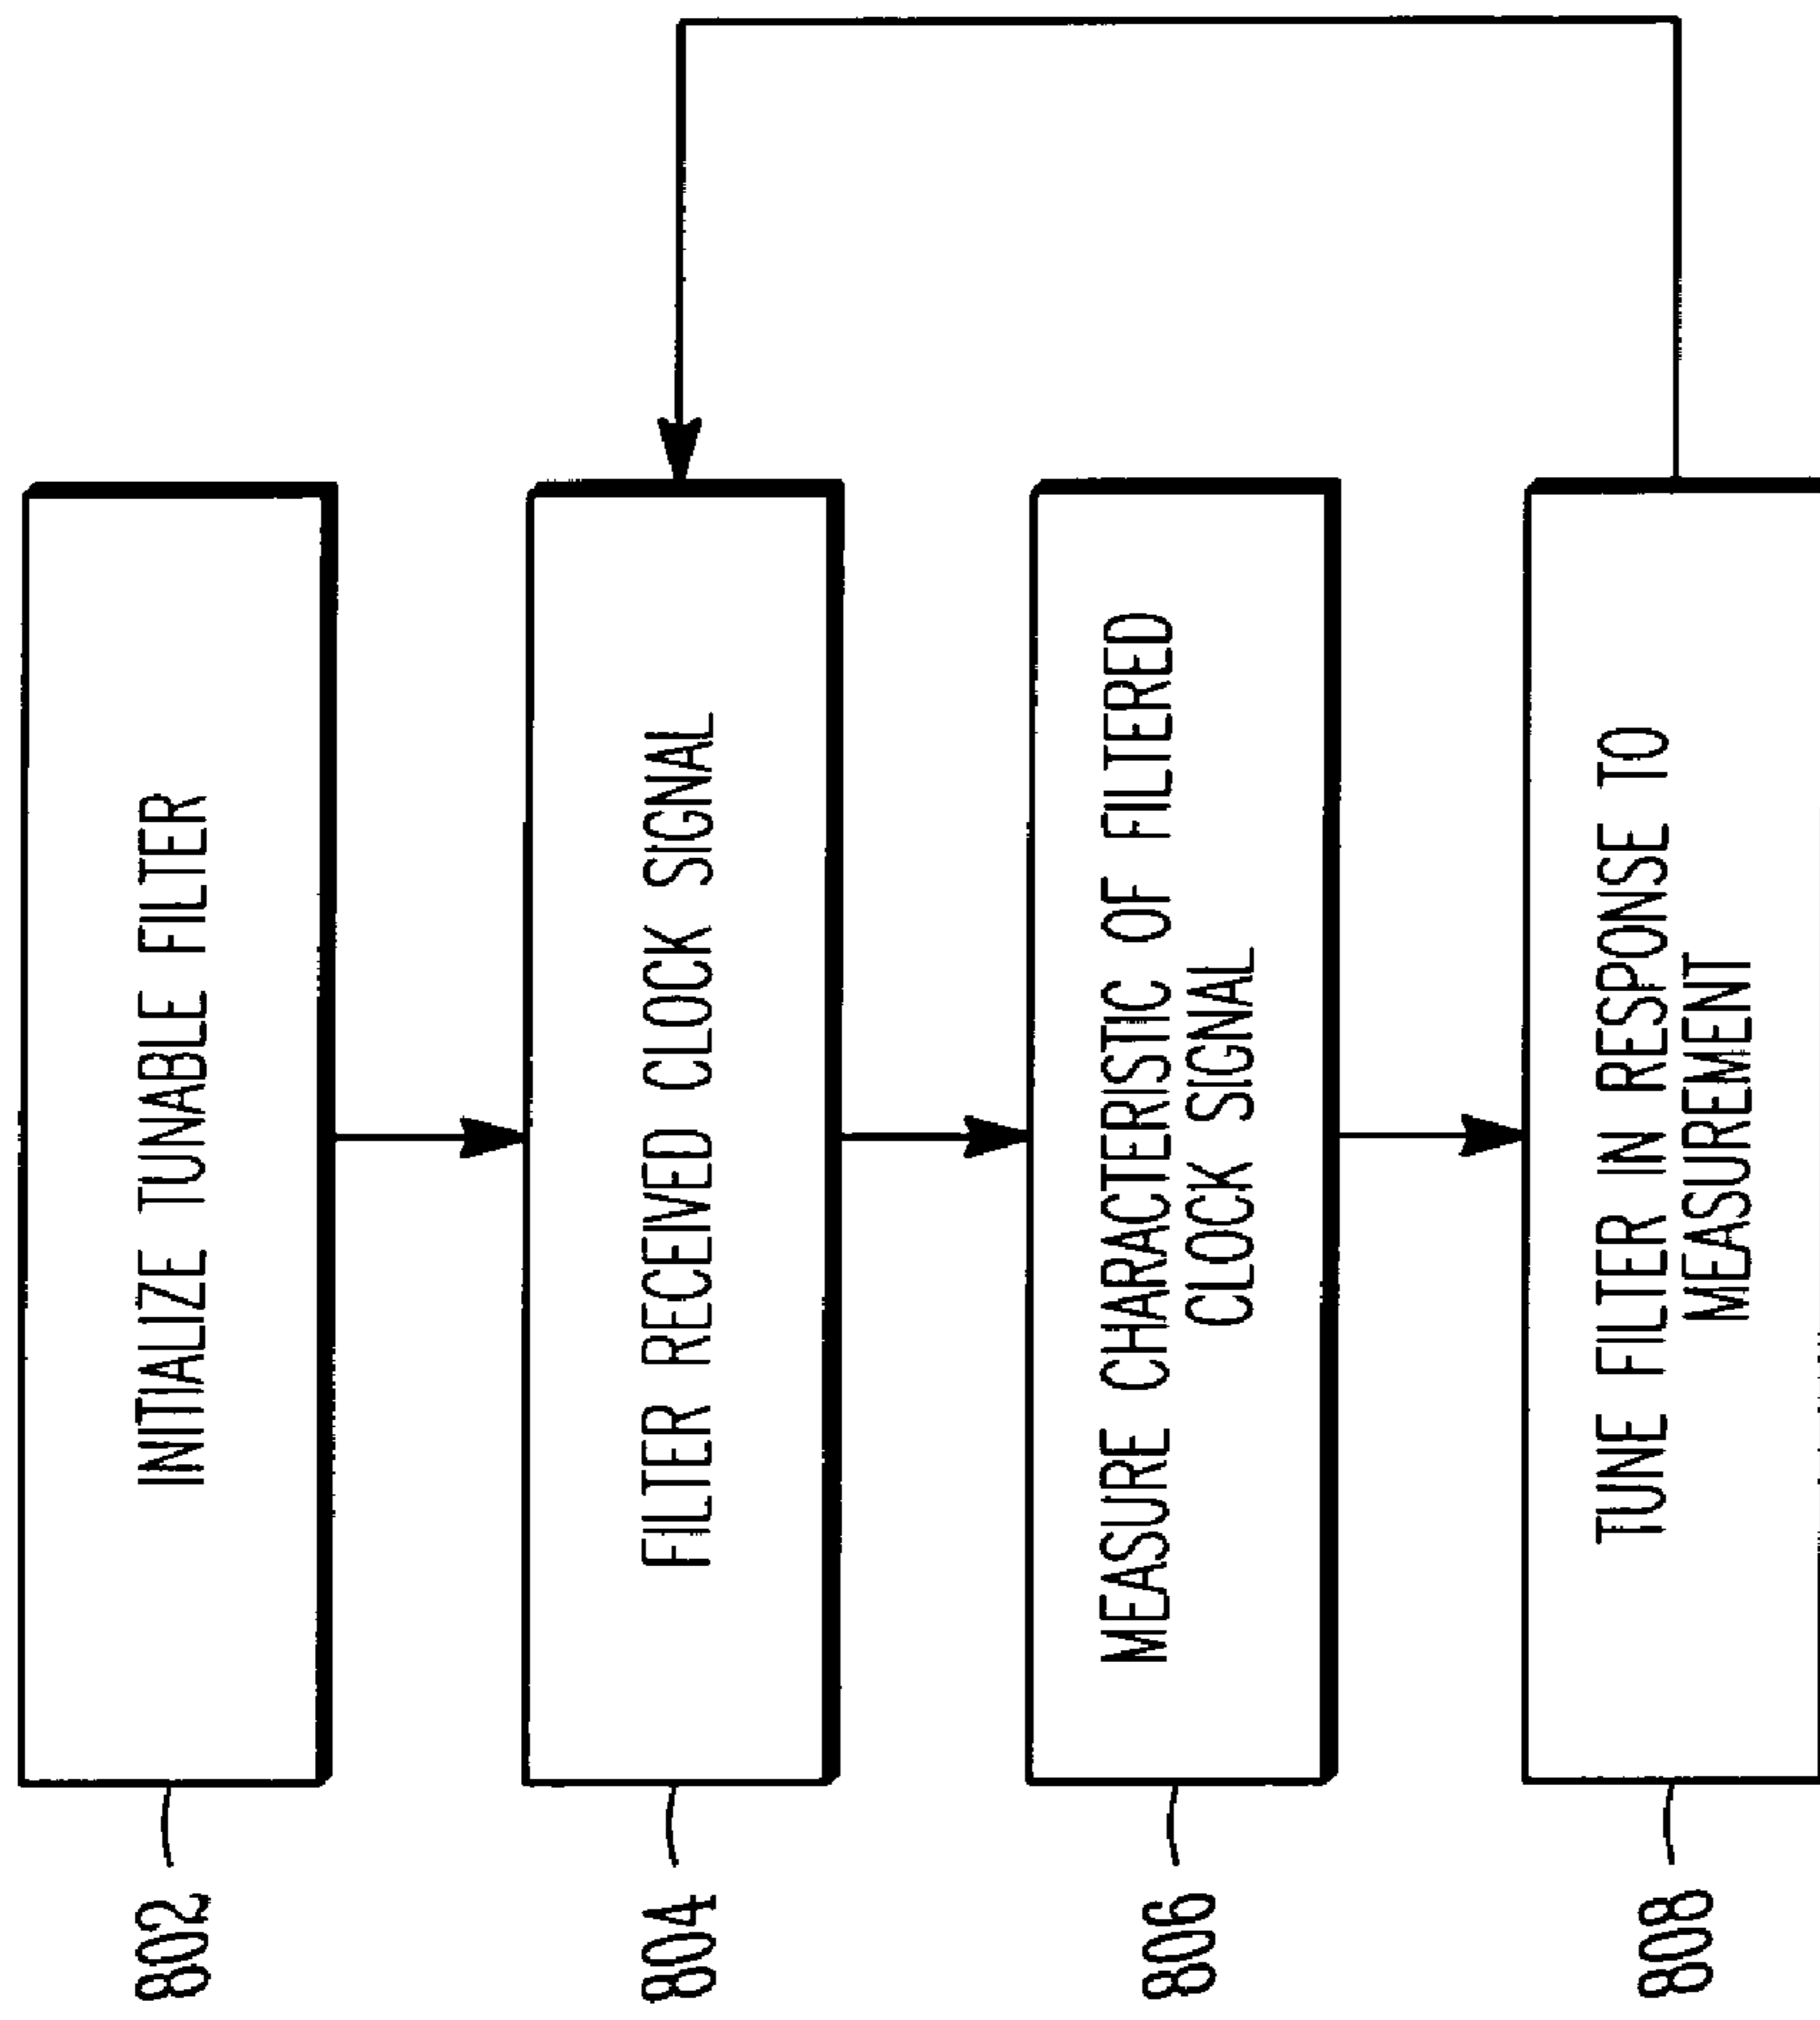 802
INITIALIZE TUNABLE FILTER
804
FILTER RECEIVED CLOCK SIGNAL
806
MEASURE CHARACTERISTIC OF FILTERED
CLOCK SIGNAL
808
TUNE FILTER IN RESPONSE TO
MEASUREMENT